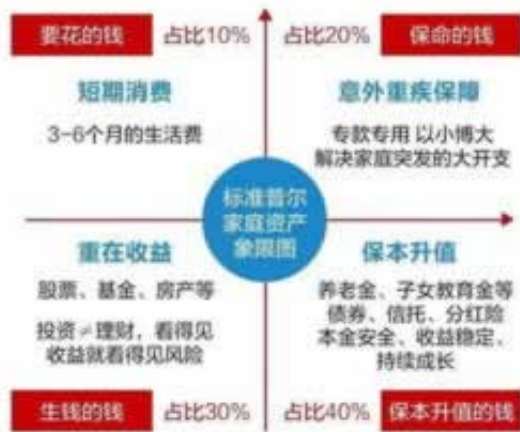 要花的钱 占比10%
占比20% 保命的钱
短期消费
3-6个月的生活费
意外重疾保障
专款专用 以小博大
解决家庭突发的大开支
标准普尔
家庭资产
象限图
重在收益
股票、基金、房产等
投资≠理财，看得见
收益就看得见风险
保本升值
养老金、子女教育金等
债券、信托、分红险
本金安全、收益稳定、
持续成长
生钱的钱 占比30%
占比40% 保本升值的钱